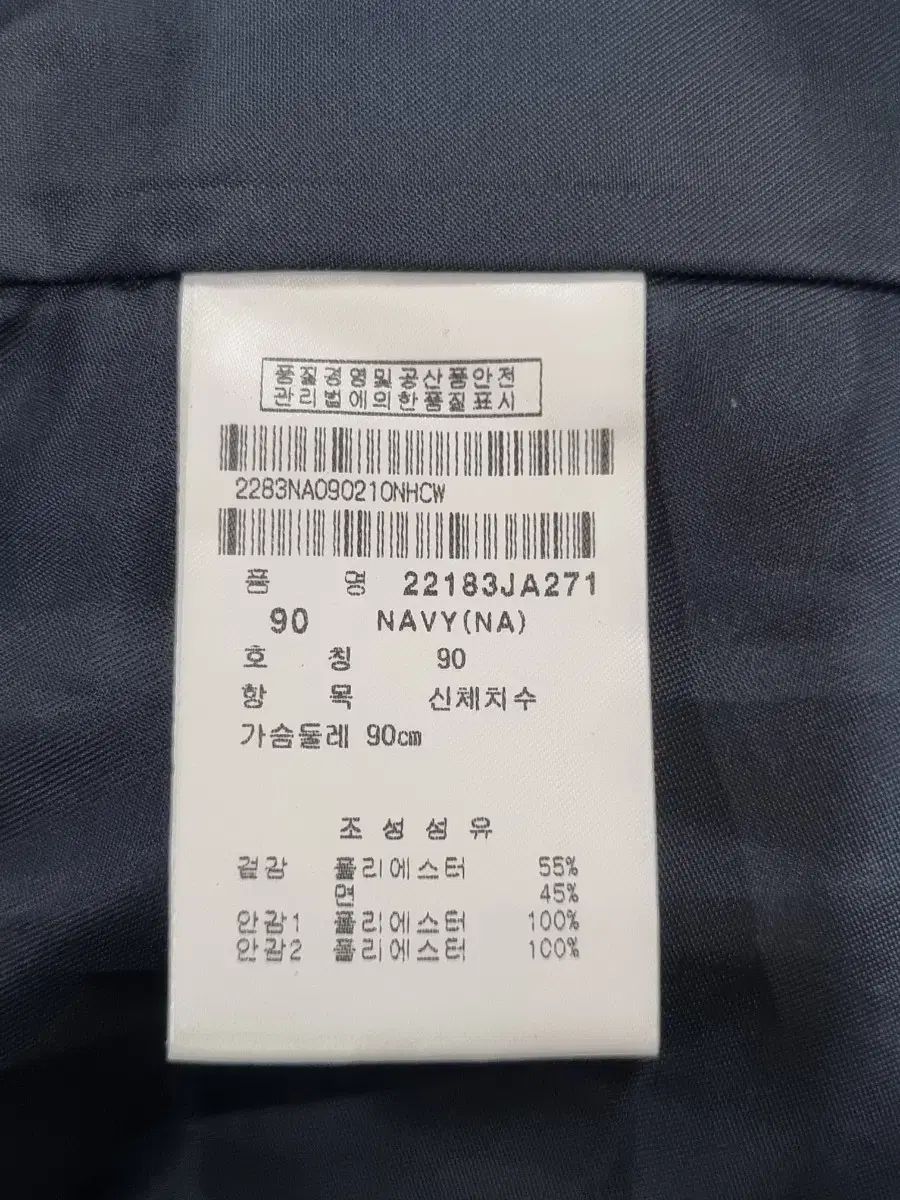 품질경영및공산품안전
관리법에의한품질표시
2283NA090210NHCW
품 명 22183JA271
90 NAVY(NA)
호 칭 90
항 목 신체치수
가슴둘레 90cm
조 성 섬 유
겉감 폴리에스터 55%
면 45%
안감1 폴리에스터 100%
안감2 폴리에스터 100%